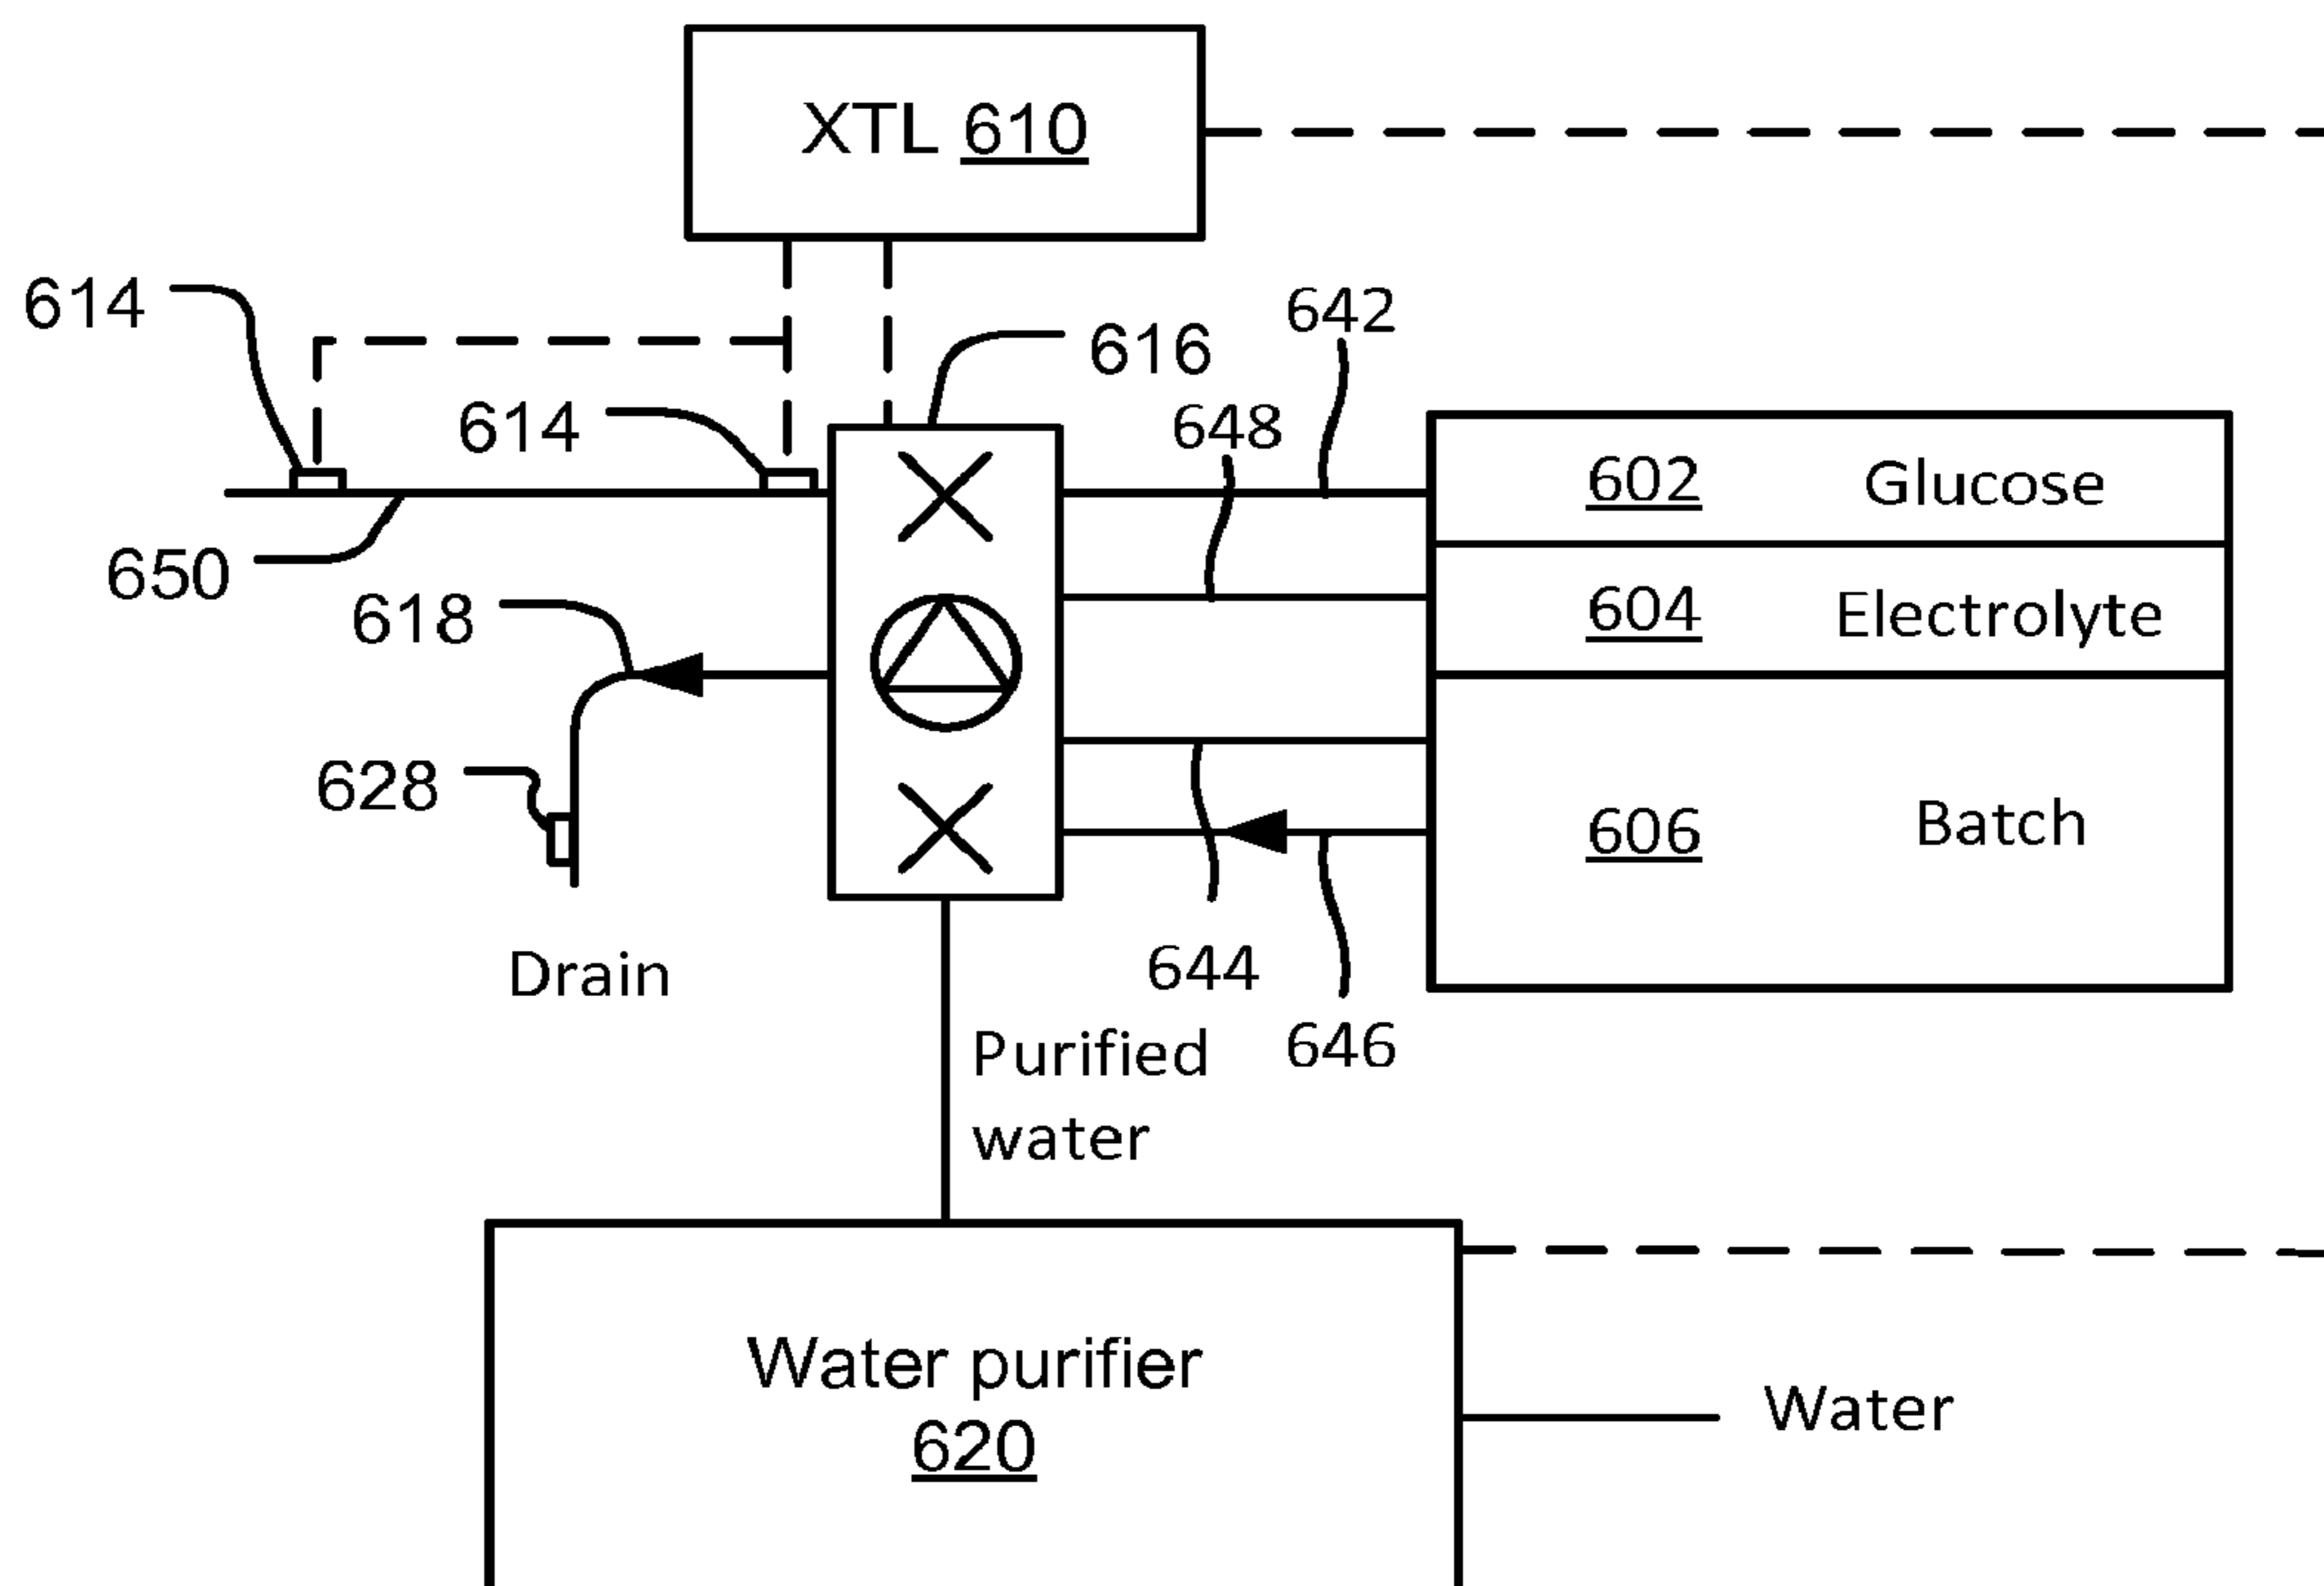 XTL 610
614
642
616
614
648
602 Glucose
650
618
604 Electrolyte
628
606 Batch
Drain
644
646
Purified
water
Water purifier
620
Water